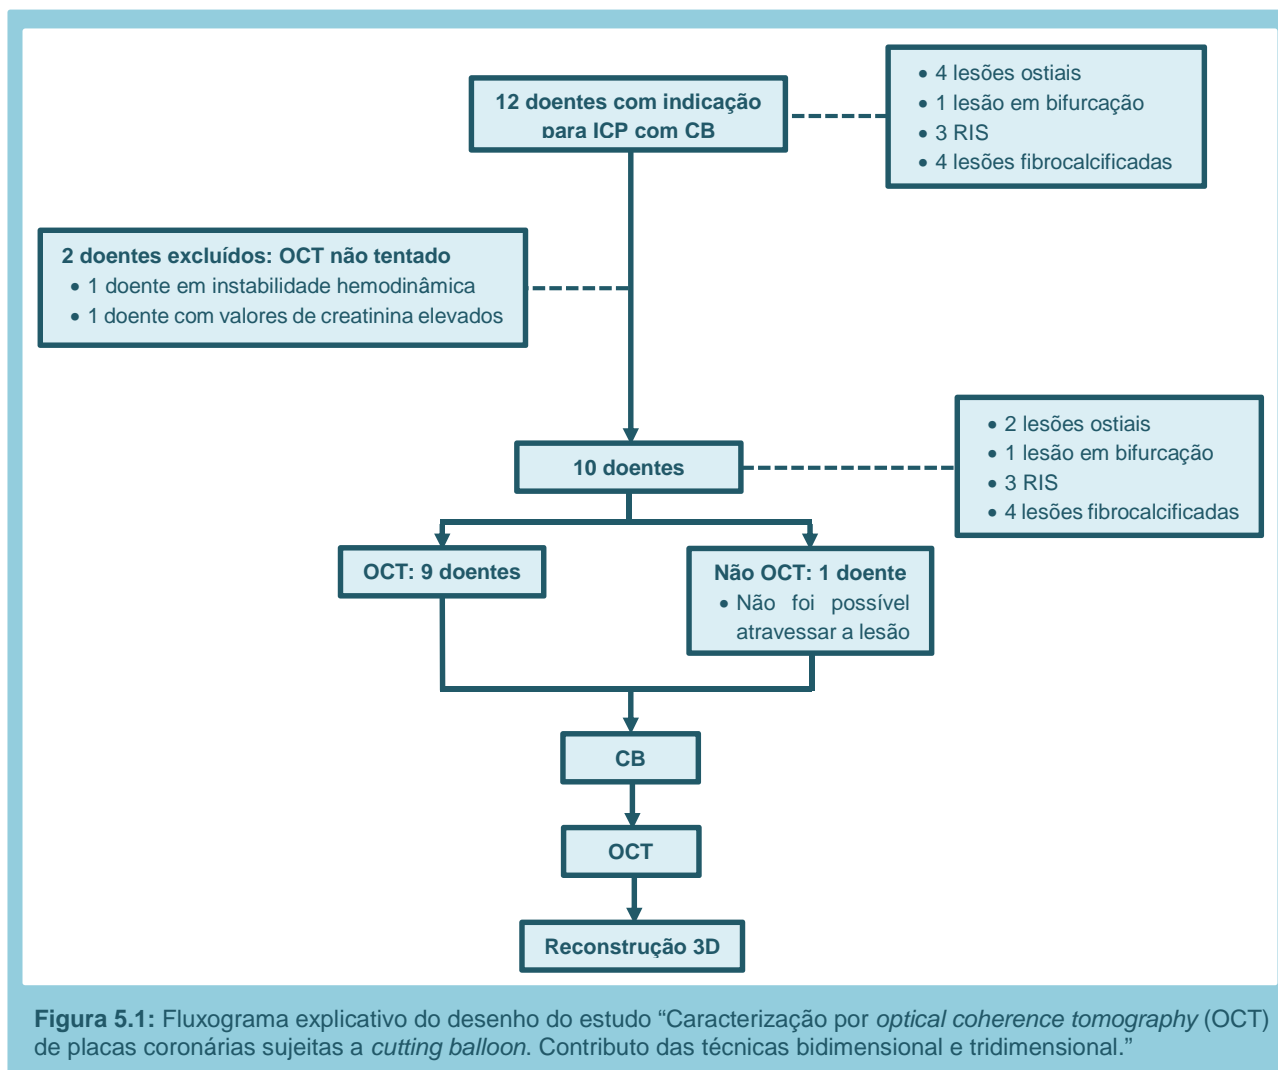 12 doentes com indicação
para ICP com CB
• 4 lesões ostiais
• 1 lesão em bifurcação
• 3 RIS
• 4 lesões fibrocalcificadas
2 doentes excluídos: OCT não tentado
• 1 doente em instabilidade hemodinâmica
• 1 doente com valores de creatinina elevados
10 doentes
• 2 lesões ostiais
• 1 lesão em bifurcação
• 3 RIS
• 4 lesões fibrocalcificadas
OCT: 9 doentes
Não OCT: 1 doente
• Não foi possível
atravessar a lesão
CB
OCT
Reconstrução 3D
Figura 5.1: Fluxograma explicativo do desenho do estudo “Caracterização por optical coherence tomography (OCT)
de placas coronárias sujeitas a cutting balloon. Contributo das técnicas bidimensional e tridimensional.”